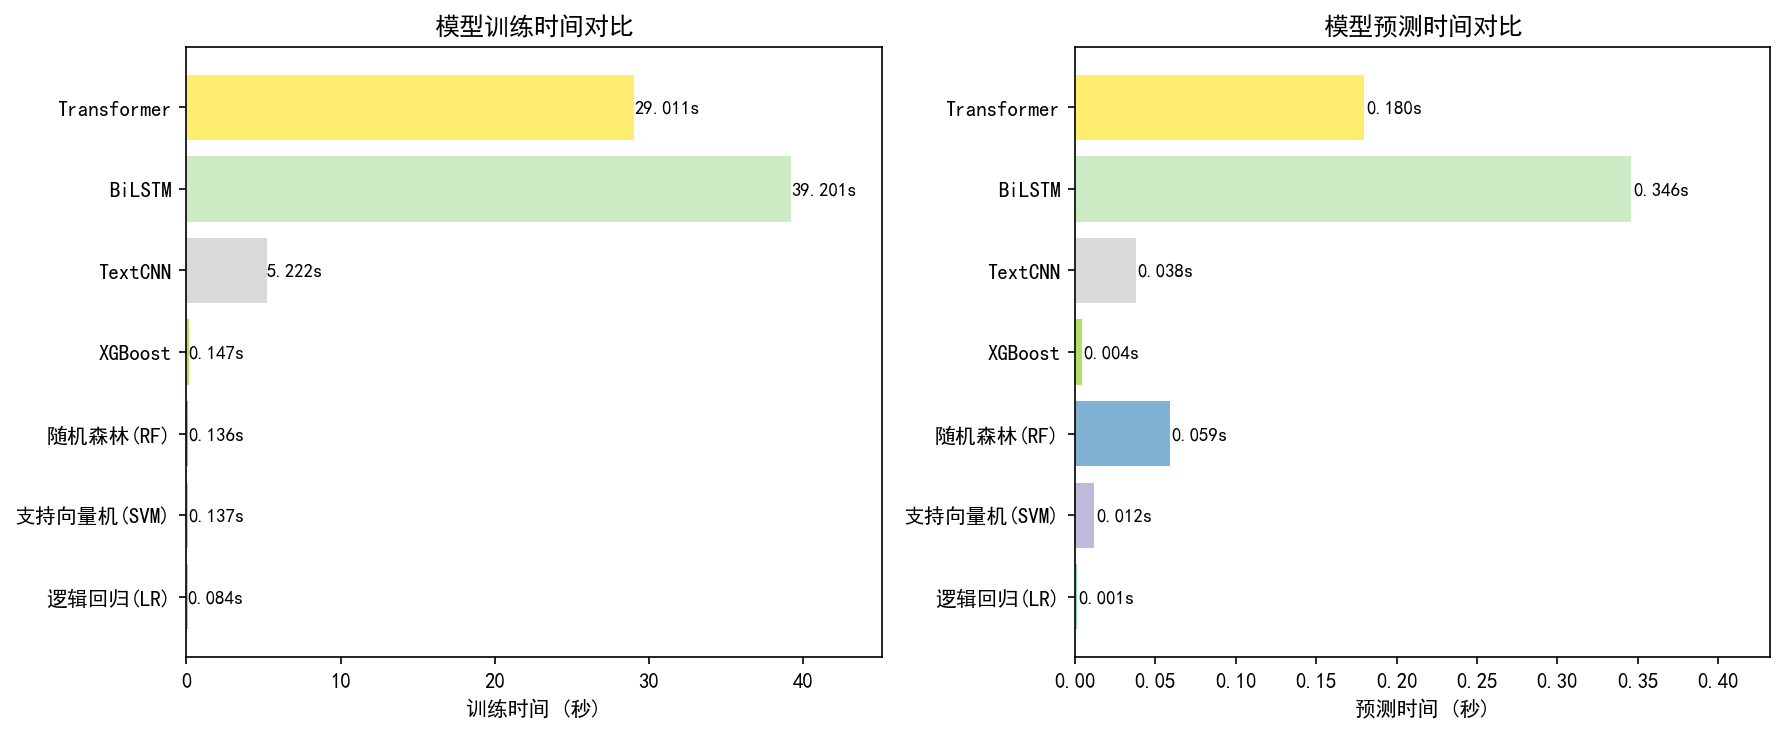 模型训练时间对比
Transformer
29.011s
BiLSTM
39.201s
TextCNN
5.222s
XGBoost
0.147s
随机森林(RF)
0.136s
支持向量机(SVM)
0.137s
逻辑回归(LR)
0.084s
0 10 20 30 40
训练时间 (秒)
模型预测时间对比
Transformer
0.180s
BiLSTM
0.346s
TextCNN
0.038s
XGBoost
0.004s
随机森林(RF)
0.059s
支持向量机(SVM)
0.012s
逻辑回归(LR)
0.001s
0.00 0.05 0.10 0.15 0.20 0.25 0.30 0.35 0.40
预测时间 (秒)